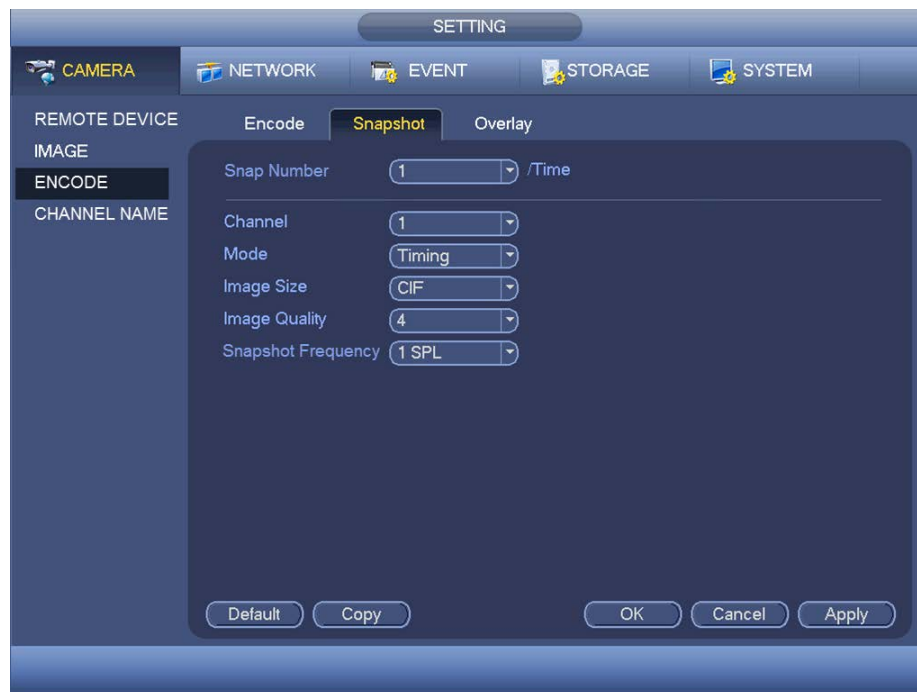 SETTING
CAMERA NETWORK EVENT STORAGE SYSTEM
REMOTE DEVICE
IMAGE
ENCODE
CHANNEL NAME
Encode Snapshot Overlay
Snap Number 1 /Time
Channel 1
Mode Timing
Image Size CIF
Image Quality 4
Snapshot Frequency 1 SPL
Default Copy OK Cancel Apply